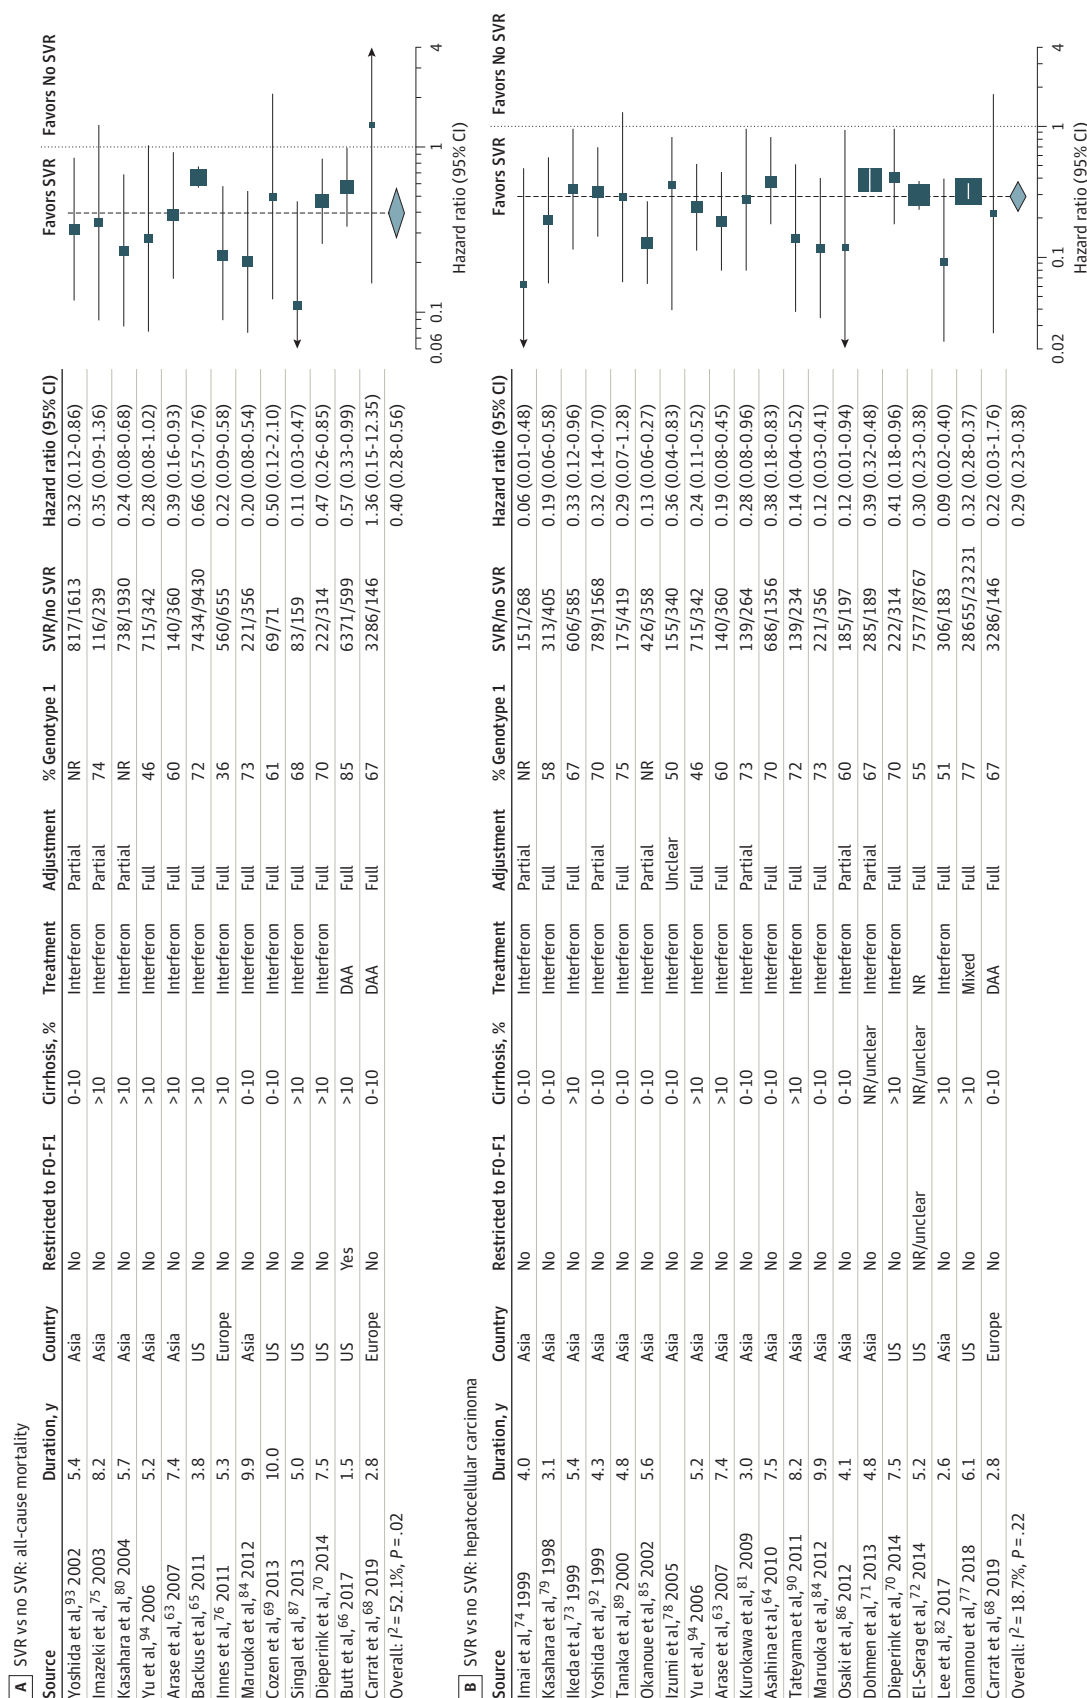 A SVR vs no SVR: all-cause mortality
Source Duration, y Country Restricted to F0-F1 Cirrhosis, % Treatment Adjustment % Genotype 1 SVR/no SVR Hazard ratio (95% CI) Favors SVR Favors No SVR
Yoshida et al,93 2002 5.4 Asia No 0-10 Interferon Partial NR 817/1613 0.32 (0.12-0.86)
Imazeki et al,75 2003 8.2 Asia No >10 Interferon Partial 74 116/239 0.35 (0.09-1.36)
Kasahara et al,80 2004 5.7 Asia No >10 Interferon Partial NR 738/1930 0.24 (0.08-0.68)
Yu et al,94 2006 5.2 Asia No >10 Interferon Full 46 715/342 0.28 (0.08-1.02)
Arase et al,63 2007 7.4 Asia No >10 Interferon Full 60 140/360 0.39 (0.16-0.93)
Backus et al,65 2011 3.8 US No >10 Interferon Full 72 7434/9430 0.66 (0.57-0.76)
Innes et al,76 2011 5.3 Europe No >10 Interferon Full 36 560/655 0.22 (0.09-0.58)
Maruoka et al,84 2012 9.9 Asia No 0-10 Interferon Full 73 221/356 0.20 (0.08-0.54)
Cozen et al,69 2013 10.0 US No 0-10 Interferon Full 61 69/71 0.50 (0.12-2.10)
Singal et al,87 2013 5.0 US No >10 Interferon Full 68 83/159 0.11 (0.03-0.47)
Dieperink et al,70 2014 7.5 US No >10 Interferon Full 70 222/314 0.47 (0.26-0.85)
Butt et al,66 2017 1.5 US Yes >10 DAA Full 85 6371/599 0.57 (0.33-0.99)
Carrat et al,68 2019 2.8 Europe No 0-10 DAA Full 67 3286/146 1.36 (0.15-12.35)
Overall: I2 = 52.1%, P = .02 0.40 (0.28-0.56)
0.06 0.1 1 4
Hazard ratio (95% CI)
B SVR vs no SVR: hepatocellular carcinoma
Source Duration, y Country Restricted to F0-F1 Cirrhosis, % Treatment Adjustment % Genotype 1 SVR/no SVR Hazard ratio (95% CI) Favors SVR Favors No SVR
Imai et al,74 1999 4.0 Asia No 0-10 Interferon Partial NR 151/268 0.06 (0.01-0.48)
Kasahara et al,79 1998 3.1 Asia No 0-10 Interferon Full 58 313/405 0.19 (0.06-0.58)
Ikeda et al,73 1999 5.4 Asia No >10 Interferon Full 67 606/585 0.33 (0.12-0.96)
Yoshida et al,92 1999 4.3 Asia No 0-10 Interferon Partial 70 789/1568 0.32 (0.14-0.70)
Tanaka et al,89 2000 4.8 Asia No 0-10 Interferon Full 75 175/419 0.29 (0.07-1.28)
Okanoue et al,85 2002 5.6 Asia No 0-10 Interferon Partial NR 426/358 0.13 (0.06-0.27)
Izumi et al,78 2005 Asia No 0-10 Interferon Unclear 50 155/340 0.36 (0.04-0.83)
Yu et al,94 2006 5.2 Asia No >10 Interferon Full 46 715/342 0.24 (0.11-0.52)
Arase et al,63 2007 7.4 Asia No >10 Interferon Full 60 140/360 0.19 (0.08-0.45)
Kurokawa et al,81 2009 3.0 Asia No 0-10 Interferon Partial 73 139/264 0.28 (0.08-0.96)
Asahina et al,64 2010 7.5 Asia No 0-10 Interferon Full 70 686/1356 0.38 (0.18-0.83)
Tateyama et al,90 2011 8.2 Asia No >10 Interferon Full 72 139/234 0.14 (0.04-0.52)
Maruoka et al,84 2012 9.9 Asia No 0-10 Interferon Full 73 221/356 0.12 (0.03-0.41)
Osaki et al,86 2012 4.1 Asia No 0-10 Interferon Partial 60 185/197 0.12 (0.01-0.94)
Dohmen et al,71 2013 4.8 Asia No NR/unclear Interferon Partial 67 285/189 0.39 (0.32-0.48)
Dieperink et al,70 2014 7.5 US No >10 Interferon Full 70 222/314 0.41 (0.18-0.96)
El-Serag et al,72 2014 5.2 US NR/unclear NR/unclear NR Full 55 7577/8767 0.30 (0.23-0.38)
Lee et al,82 2017 2.6 Asia No >10 Interferon Full 51 306/183 0.09 (0.02-0.40)
Ioannou et al,77 2018 6.1 US No >10 Mixed Full 77 28655/23231 0.32 (0.28-0.37)
Carrat et al,68 2019 2.8 Europe No 0-10 DAA Full 67 3286/146 0.22 (0.03-1.76)
Overall: I2 = 18.7%, P = .22 0.29 (0.23-0.38)
0.02 0.1 1 4
Hazard ratio (95% CI)